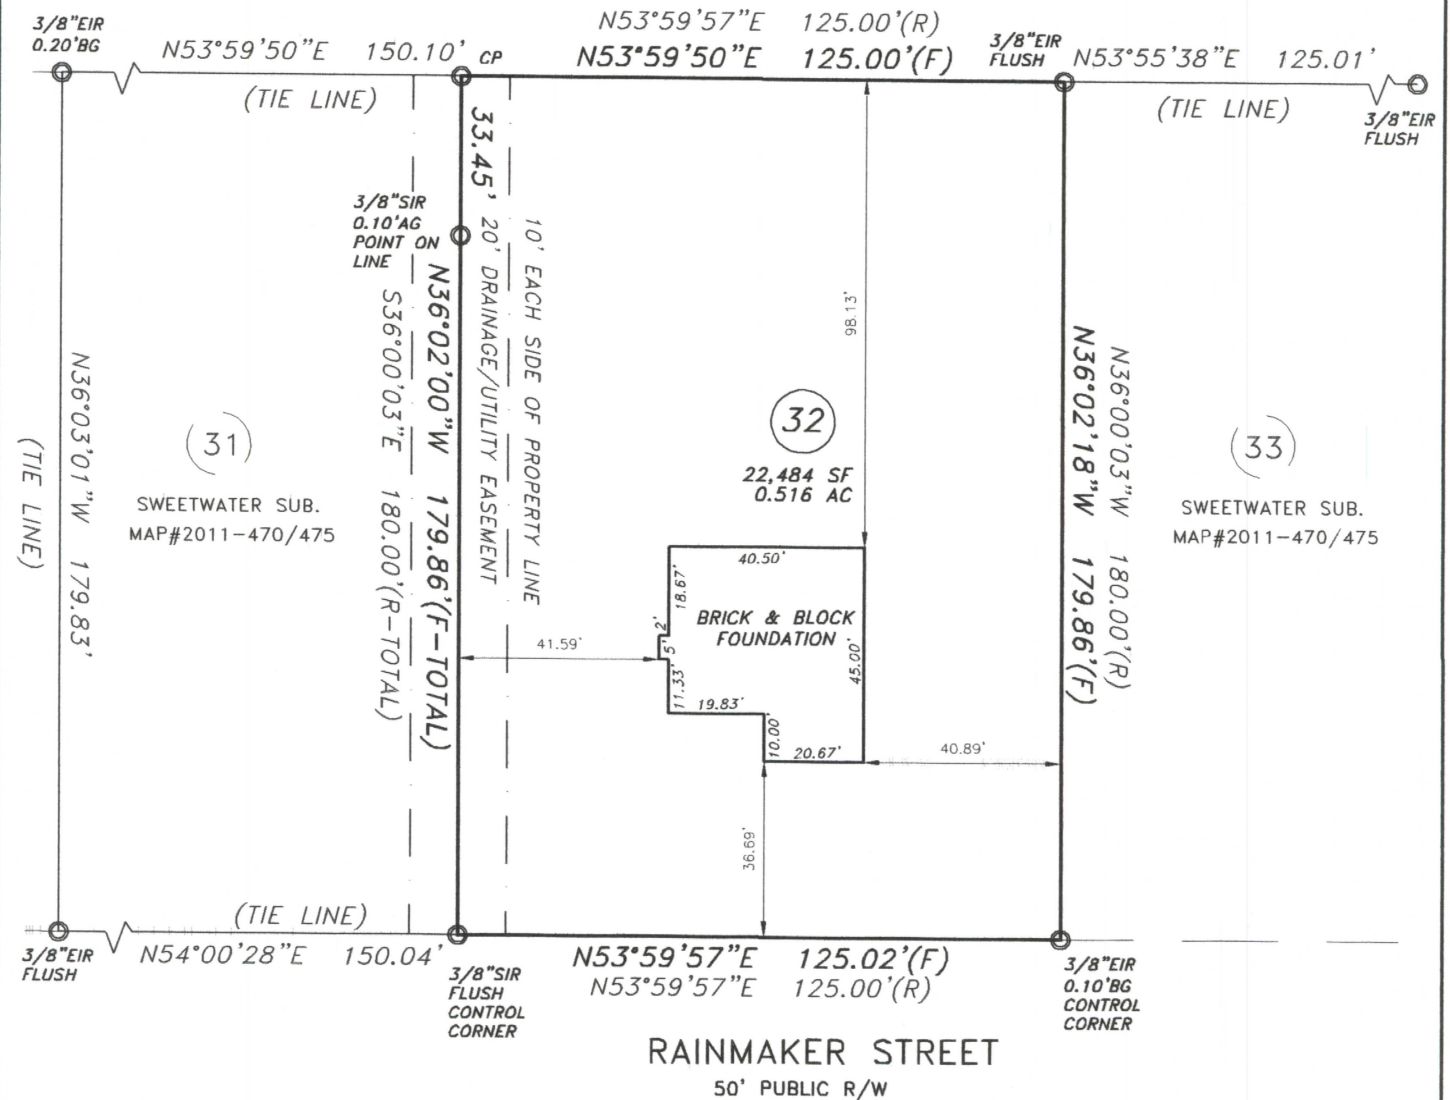 3/8"EIR
0.20'BG
N53°59'50"E 150.10'
(TIE LINE)
CP
N53°59'57"E 125.00'(R)
N53°59'50"E 125.00'(F)
3/8"EIR
FLUSH
N53°55'38"E 125.01'
(TIE LINE)
3/8"EIR
FLUSH
33.45'
3/8"SIR
0.10'AG
POINT ON
LINE
N36°03'01"W 179.83'
(TIE LINE)
31
SWEETWATER SUB.
MAP#2011-470/475
S36°00'03"E 180.00'(R-TOTAL)
N36°02'00"W 179.86'(F-TOTAL)
20' DRAINAGE/UTILITY EASEMENT
10' EACH SIDE OF PROPERTY LINE
98.13'
32
22,484 SF
0.516 AC
40.50'
18.67'
2'
5'
11.33'
19.83'
10.00'
20.67'
45.00'
BRICK & BLOCK
FOUNDATION
41.59'
40.89'
36.69'
N36°02'18"W 179.86'(F)
N36°00'03"W 180.00'(R)
33
SWEETWATER SUB.
MAP#2011-470/475
(TIE LINE)
3/8"EIR
FLUSH
N54°00'28"E 150.04'
3/8"SIR
FLUSH
CONTROL
CORNER
N53°59'57"E 125.02'(F)
N53°59'57"E 125.00'(R)
3/8"EIR
0.10'BG
CONTROL
CORNER
RAINMAKER STREET
50' PUBLIC R/W